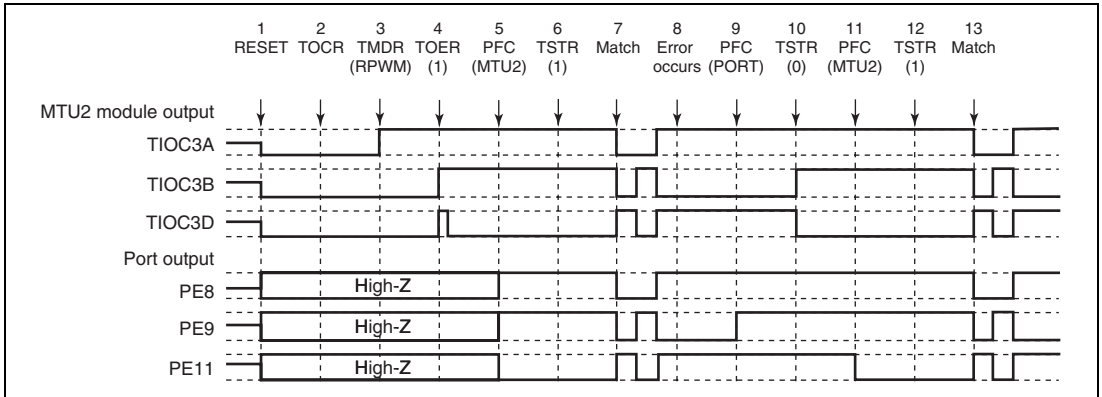 1 2 3 4 5 6 7 8 9 10 11 12 13
RESET TOCR TMDR TOER PFC TSTR Match Error PFC TSTR PFC TSTR Match
(RPWM) (1) (MTU2) (1) occurs (PORT) (0) (MTU2) (1)
MTU2 module output
TIOC3A
TIOC3B
TIOC3D
Port output
PE8 High-Z
PE9 High-Z
PE11 High-Z